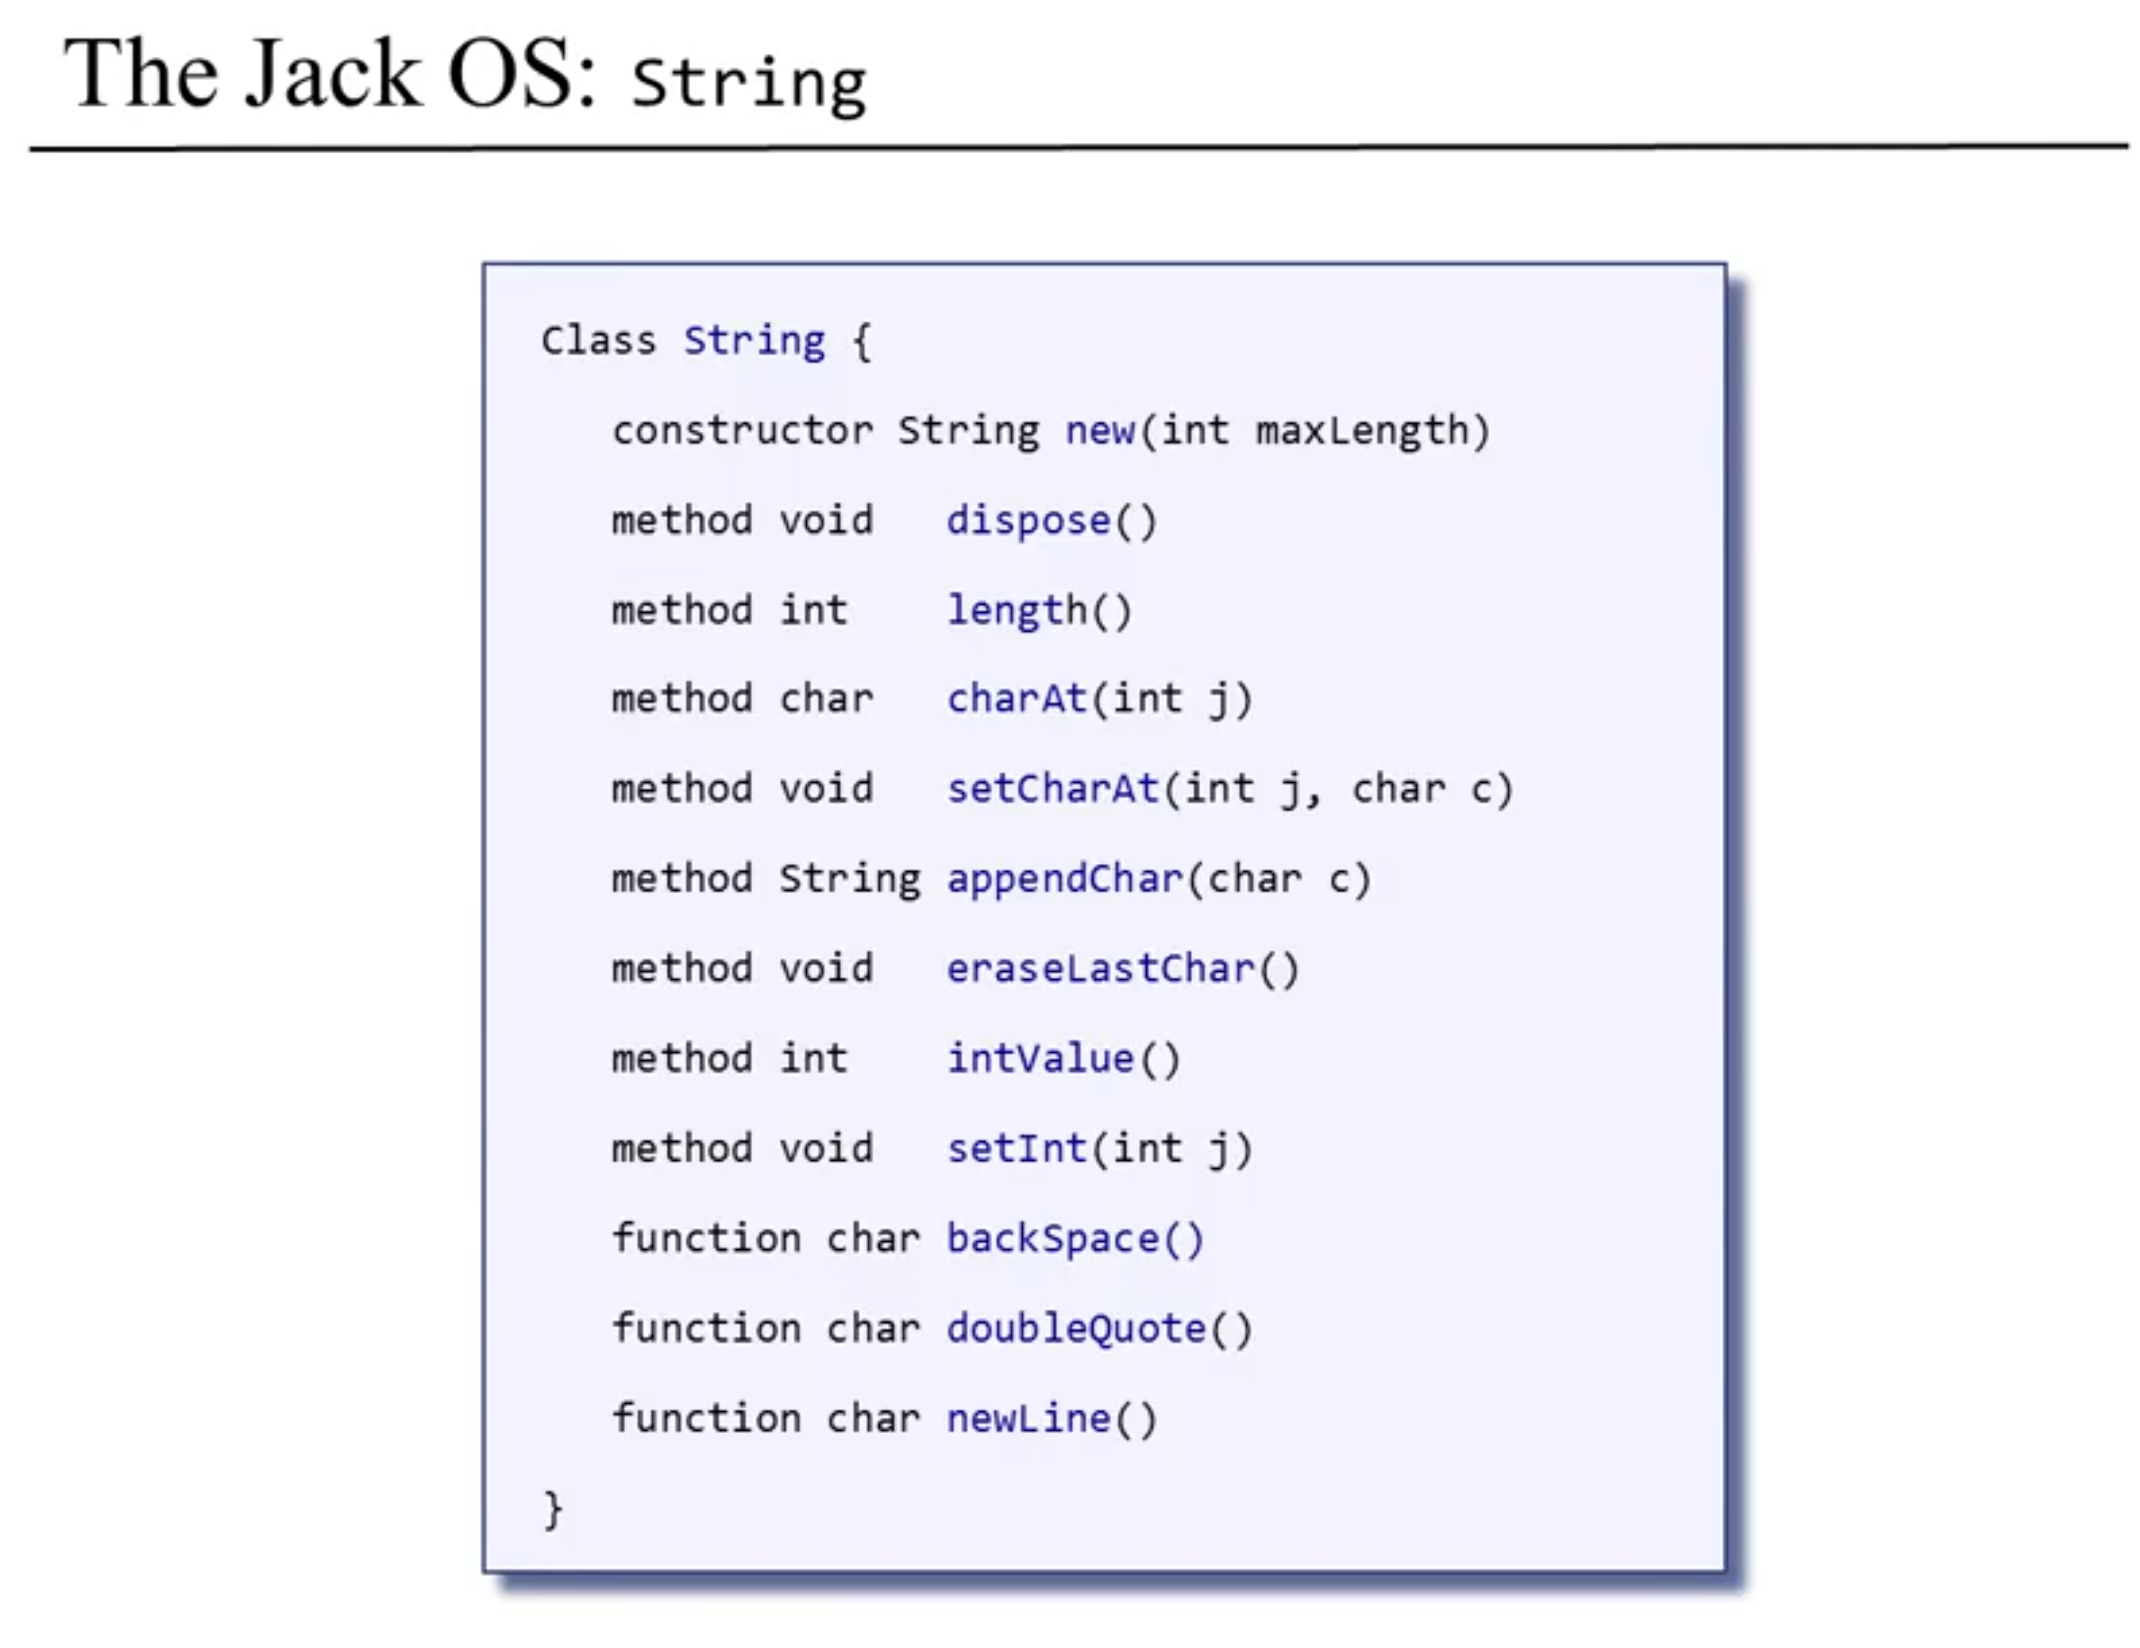 The Jack OS: String
Class String {
constructor String new(int maxLength)
method void dispose()
method int length()
method char charAt(int j)
method void setCharAt(int j, char c)
method String appendChar(char c)
method void eraseLastChar()
method int intValue()
method void setInt(int j)
function char backSpace()
function char doubleQuote()
function char newLine()
}